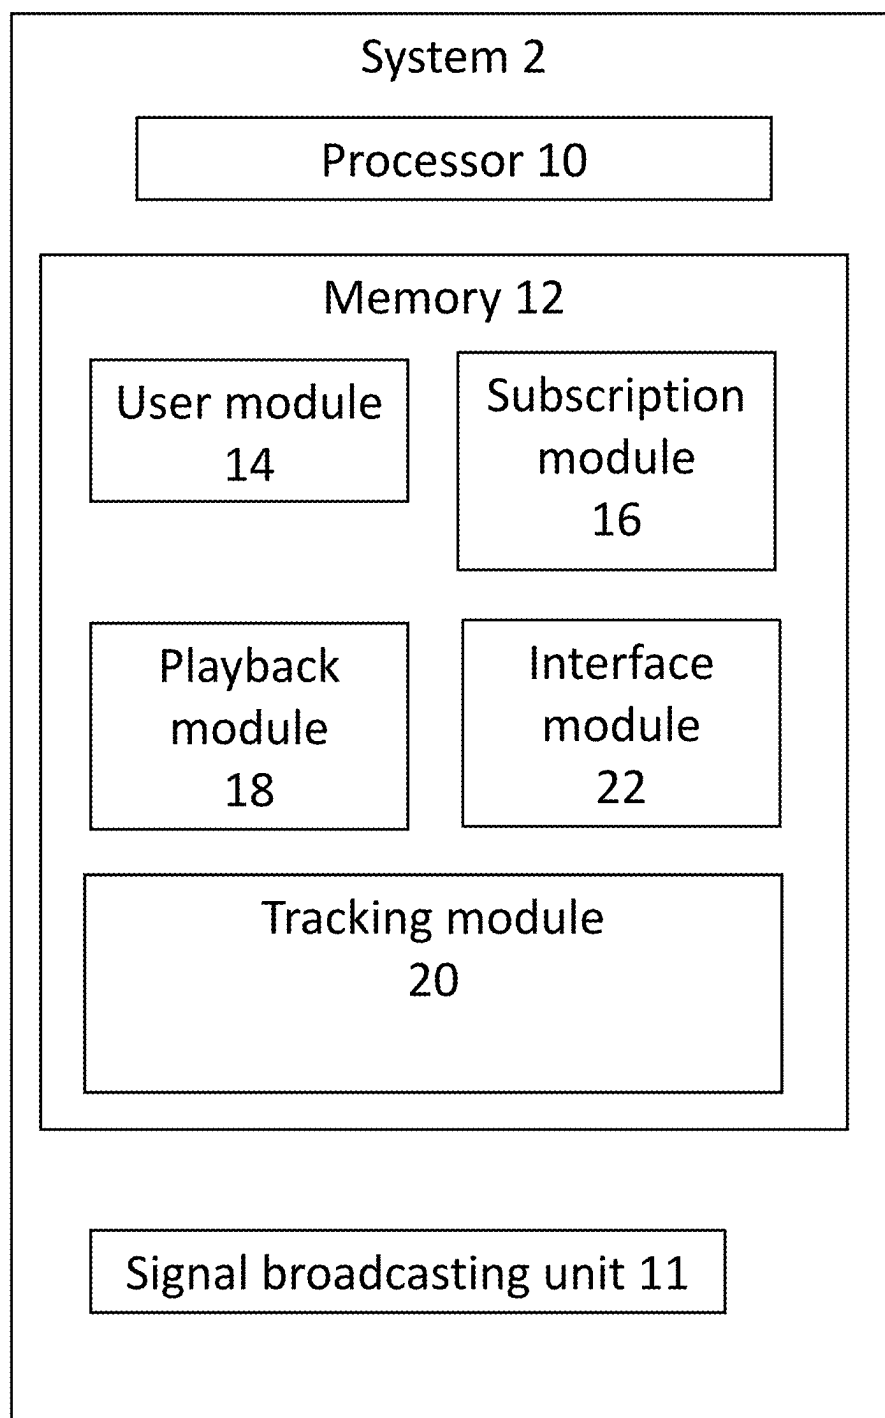 System 2
Processor 10
Memory 12
User module
14
Subscription
module
16
Playback
module
18
Interface
module
22
Tracking module
20
Signal broadcasting unit 11